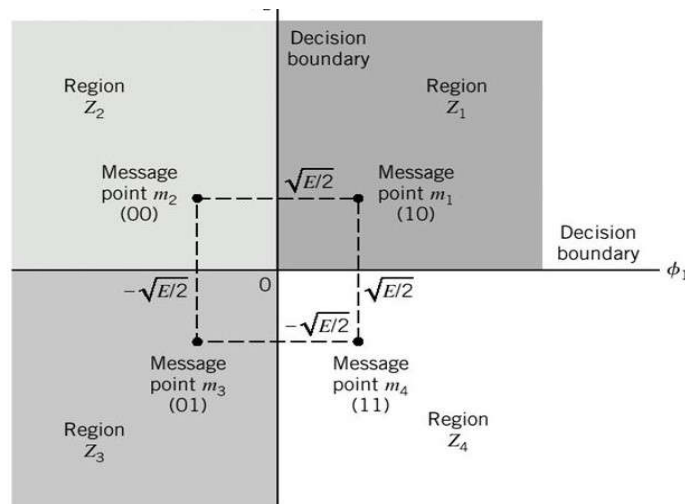 Decision
boundary
Region
Z₂
Region
Z₁
Message
point m₂
(00)
√E/2
Message
point m₁
(10)
Decision
boundary
−√E/2
0
√E/2
ϕ₁
−√E/2
Message
point m₃
(01)
Message
point m₄
(11)
Region
Z₃
Region
Z₄